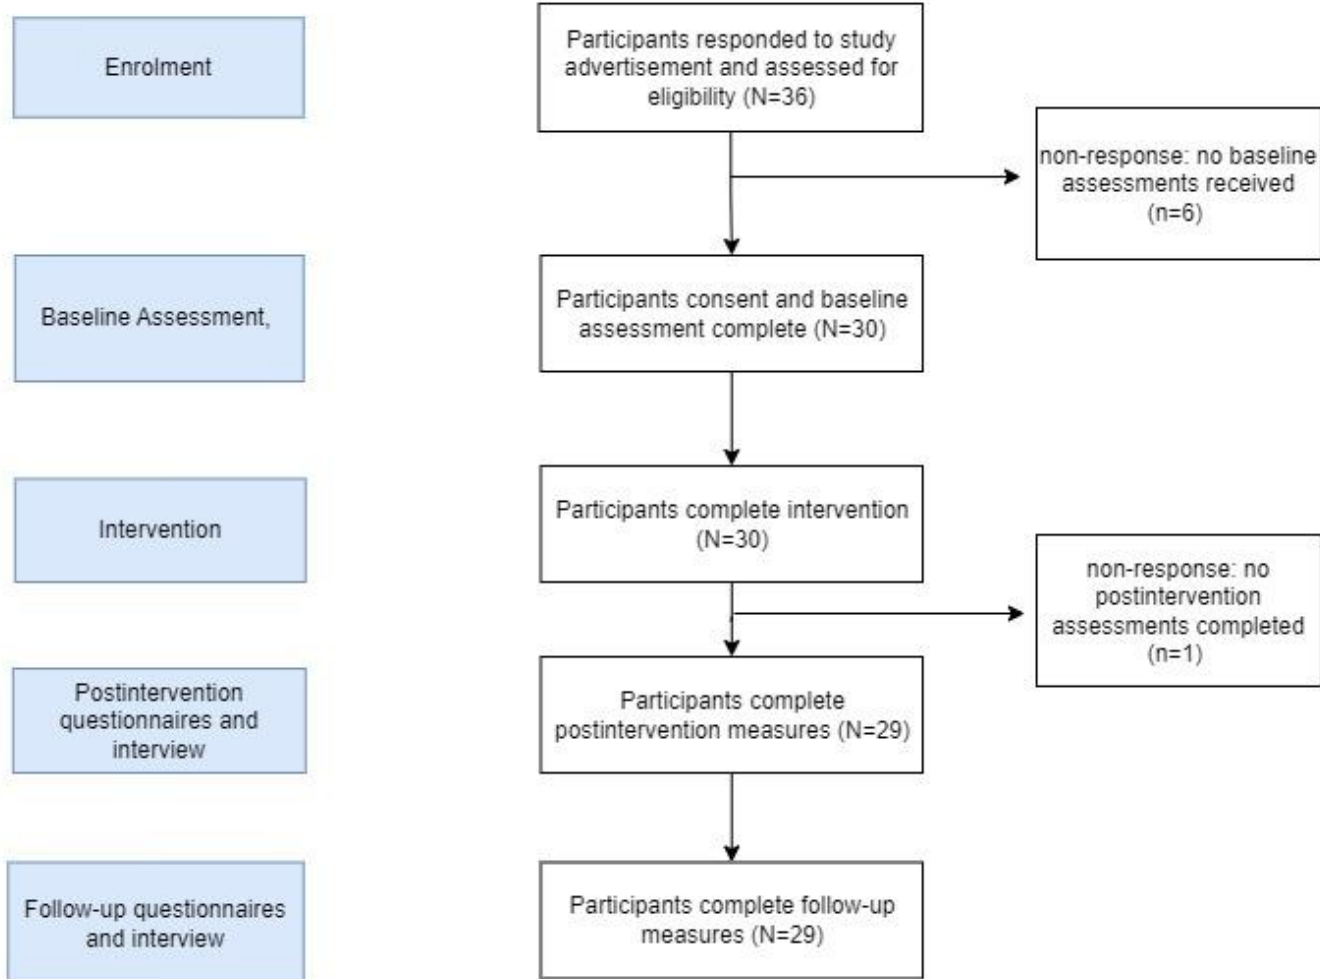 Enrolment
Participants responded to study
advertisement and assessed for
eligibility (N=36)
non-response: no baseline
assessments received
(n=6)
Baseline Assessment,
Participants consent and baseline
assessment complete (N=30)
Intervention
Participants complete intervention
(N=30)
non-response: no
postintervention
assessments completed
(n=1)
Postintervention
questionnaires and
interview
Participants complete
postintervention measures (N=29)
Follow-up questionnaires
and interview
Participants complete follow-up
measures (N=29)